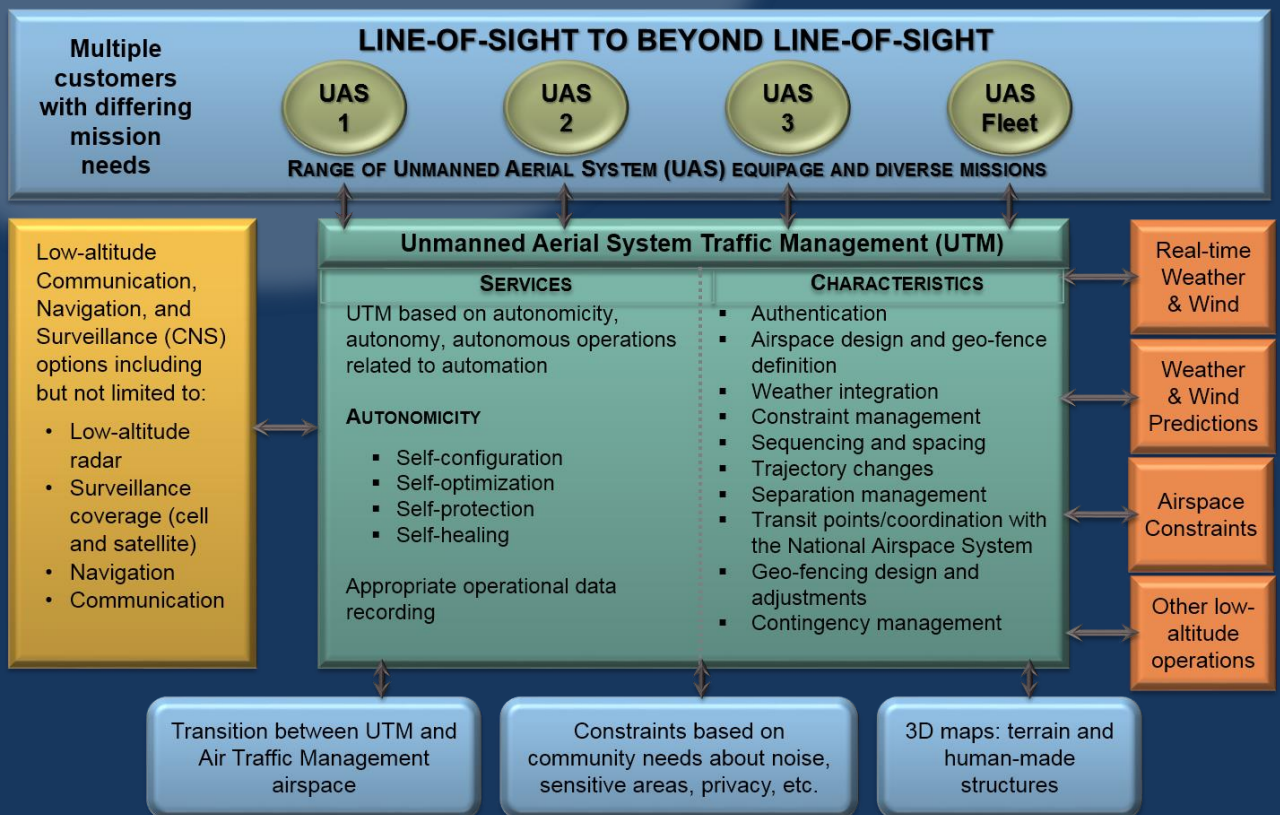 Multiple
customers
with differing
mission
needs
LINE-OF-SIGHT TO BEYOND LINE-OF-SIGHT
UAS
1
UAS
2
UAS
3
UAS
Fleet
RANGE OF UNMANNED AERIAL SYSTEM (UAS) EQUIPAGE AND DIVERSE MISSIONS
Low-altitude
Communication,
Navigation, and
Surveillance (CNS)
options including
but not limited to:
• Low-altitude
radar
• Surveillance
coverage (cell
and satellite)
• Navigation
• Communication
Unmanned Aerial System Traffic Management (UTM)
SERVICES
UTM based on autonomicity,
autonomy, autonomous operations
related to automation
AUTONOMICITY
▪ Self-configuration
▪ Self-optimization
▪ Self-protection
▪ Self-healing
Appropriate operational data
recording
CHARACTERISTICS
▪ Authentication
▪ Airspace design and geo-fence
definition
▪ Weather integration
▪ Constraint management
▪ Sequencing and spacing
▪ Trajectory changes
▪ Separation management
▪ Transit points/coordination with
the National Airspace System
▪ Geo-fencing design and
adjustments
▪ Contingency management
Real-time
Weather
& Wind
Weather
& Wind
Predictions
Airspace
Constraints
Other low-
altitude
operations
Transition between UTM and
Air Traffic Management
airspace
Constraints based on
community needs about noise,
sensitive areas, privacy, etc.
3D maps: terrain and
human-made
structures